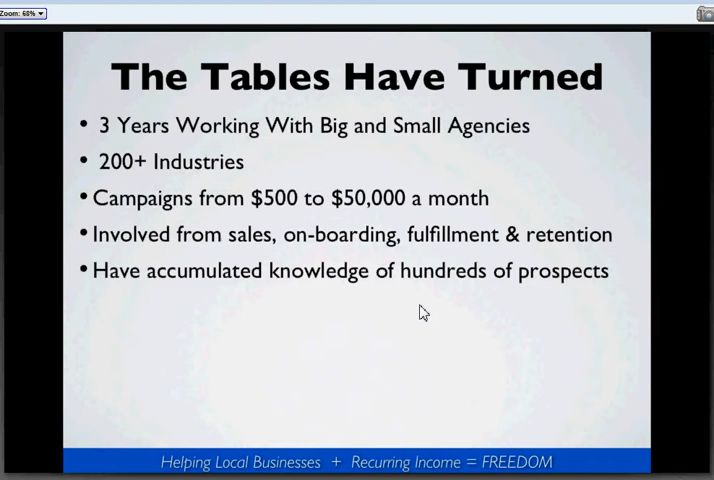 Zoom: 68%
The Tables Have Turned
• 3 Years Working With Big and Small Agencies
• 200+ Industries
• Campaigns from $500 to $50,000 a month
• Involved from sales, on-boarding, fulfillment & retention
• Have accumulated knowledge of hundreds of prospects
Helping Local Businesses + Recurring Income = FREEDOM